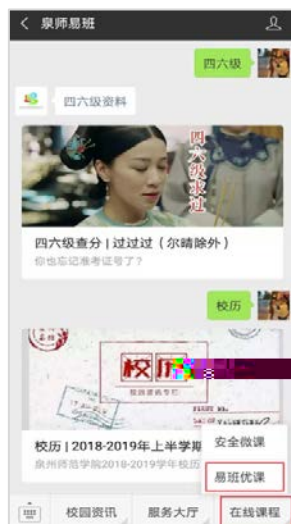 泉师易班
四六级
四六级资料
四六级求过
四六级查分 | 过过过（尔晴除外）
你也忘记准考证号了？
校历
校历
校历 | 2018-2019年上半学期
泉州师范学院2018-2019学年校历
安全微课
易班优课
校园资讯
服务大厅
在线课程